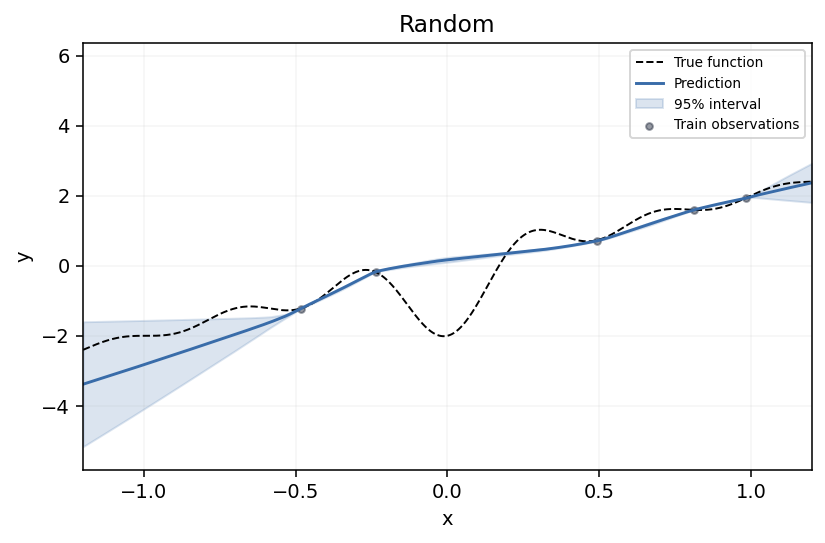 Random
True function
Prediction
95% interval
Train observations
y
6
4
2
0
−2
−4
−1.0
−0.5
0.0
0.5
1.0
x